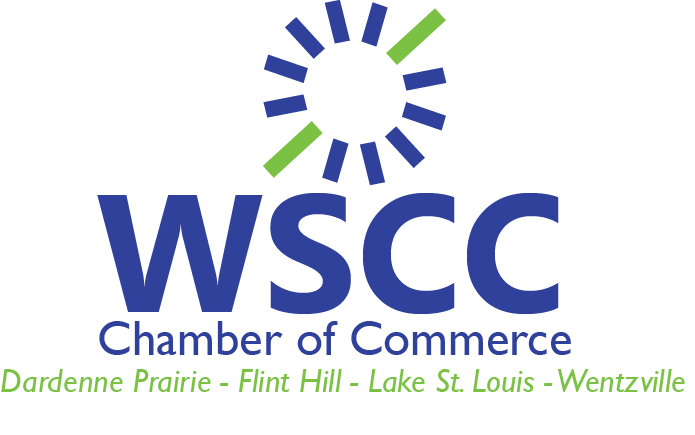 WSCC
Chamber of Commerce
Dardenne Prairie - Flint Hill - Lake St. Louis - Wentzville